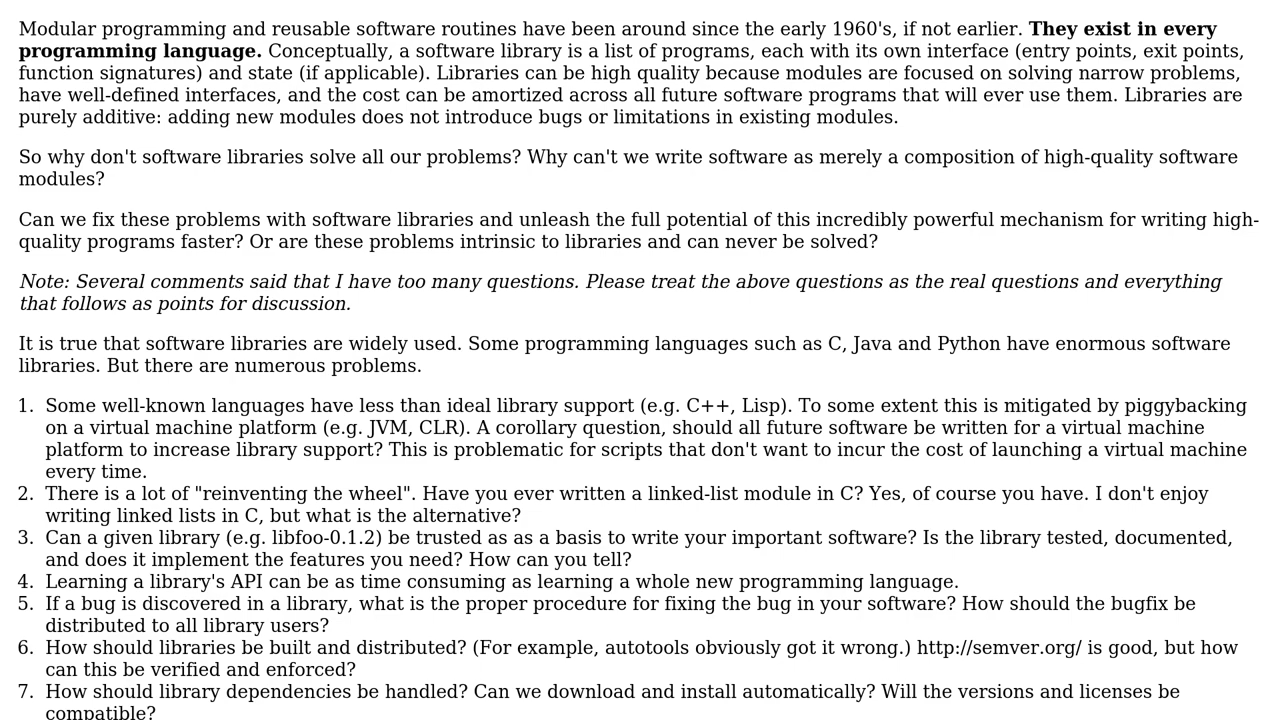 Modular programming and reusable software routines have been around since the early 1960's, if not earlier. They exist in every
programming language. Conceptually, a software library is a list of programs, each with its own interface (entry points, exit points,
function signatures) and state (if applicable). Libraries can be high quality because modules are focused on solving narrow problems,
have well-defined interfaces, and the cost can be amortized across all future software programs that will ever use them. Libraries are
purely additive: adding new modules does not introduce bugs or limitations in existing modules.
So why don't software libraries solve all our problems? Why can't we write software as merely a composition of high-quality software
modules?
Can we fix these problems with software libraries and unleash the full potential of this incredibly powerful mechanism for writing high-
quality programs faster? Or are these problems intrinsic to libraries and can never be solved?
Note: Several comments said that I have too many questions. Please treat the above questions as the real questions and everything
that follows as points for discussion.
It is true that software libraries are widely used. Some programming languages such as C, Java and Python have enormous software
libraries. But there are numerous problems.
1. Some well-known languages have less than ideal library support (e.g. C++, Lisp). To some extent this is mitigated by piggybacking
on a virtual machine platform (e.g. JVM, CLR). A corollary question, should all future software be written for a virtual machine
platform to increase library support? This is problematic for scripts that don't want to incur the cost of launching a virtual machine
every time.
2. There is a lot of "reinventing the wheel". Have you ever written a linked-list module in C? Yes, of course you have. I don't enjoy
writing linked lists in C, but what is the alternative?
3. Can a given library (e.g. libfoo-0.1.2) be trusted as as a basis to write your important software? Is the library tested, documented,
and does it implement the features you need? How can you tell?
4. Learning a library's API can be as time consuming as learning a whole new programming language.
5. If a bug is discovered in a library, what is the proper procedure for fixing the bug in your software? How should the bugfix be
distributed to all library users?
6. How should libraries be built and distributed? (For example, autotools obviously got it wrong.) http://semver.org/ is good, but how
can this be verified and enforced?
7. How should library dependencies be handled? Can we download and install automatically? Will the versions and licenses be
compatible?